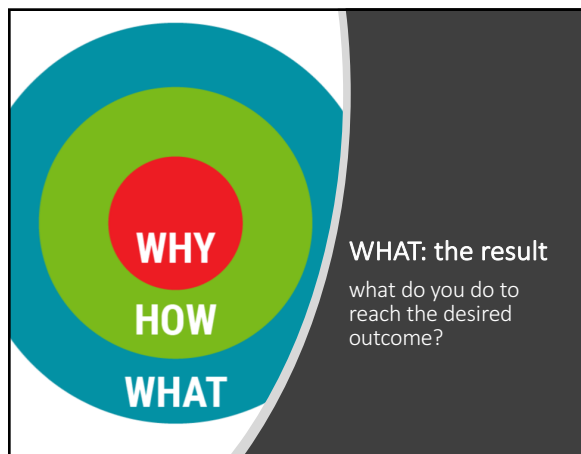 WHY
HOW
WHAT
WHAT: the result
what do you do to
reach the desired
outcome?